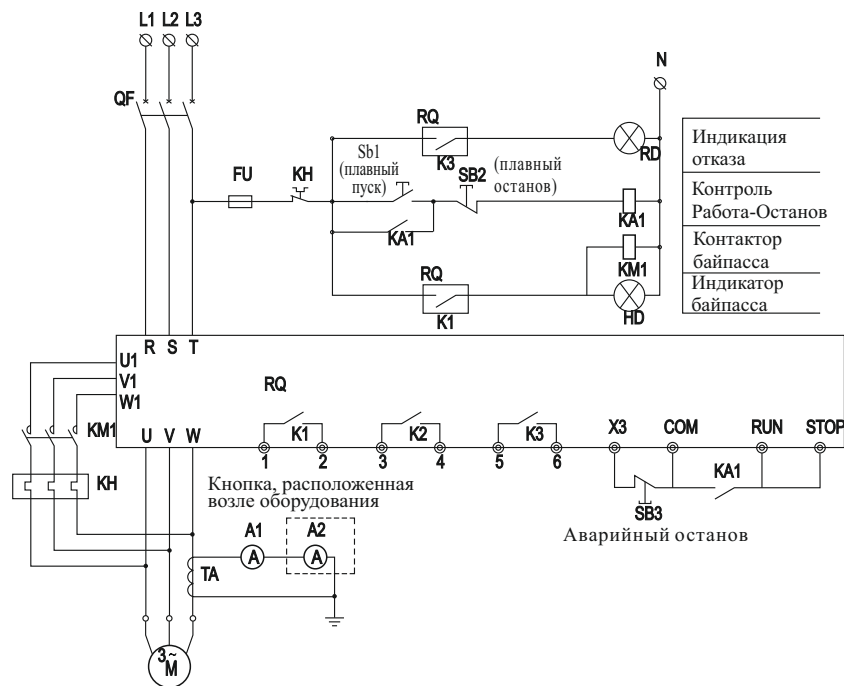 L1 L2 L3
N
QF
RQ
Sb1
(плавный
пуск)
K3
RD
(плавный
останов)
SB2
FU
KH
KA1
KA1
KM1
RQ
K1
HD
Индикация
отказа
Контроль
Работа-Останов
Контактор
байпасса
Индикатор
байпасса
R S T
U1
V1
W1
RQ
U V W
K1 K2 K3
X3 COM RUN STOP
1 2 3 4 5 6
KM1
KH
KA1
SB3
Кнопка, расположенная
возле оборудования
Аварийный останов
A1 A2
A A
TA
3~
M